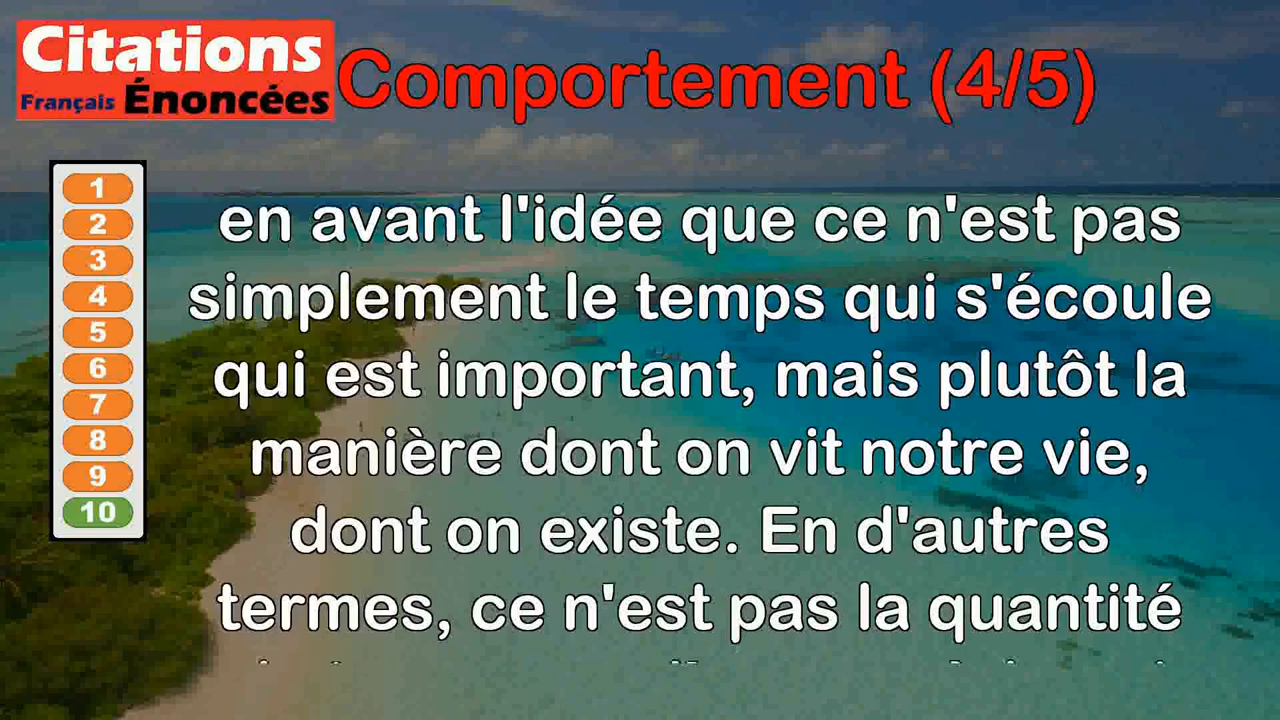 Citations
Français Énoncées
Comportement (4/5)
1
2
3
4
5
6
7
8
9
10
en avant l'idée que ce n'est pas
simplement le temps qui s'écoule
qui est important, mais plutôt la
manière dont on vit notre vie,
dont on existe. En d'autres
termes, ce n'est pas la quantité